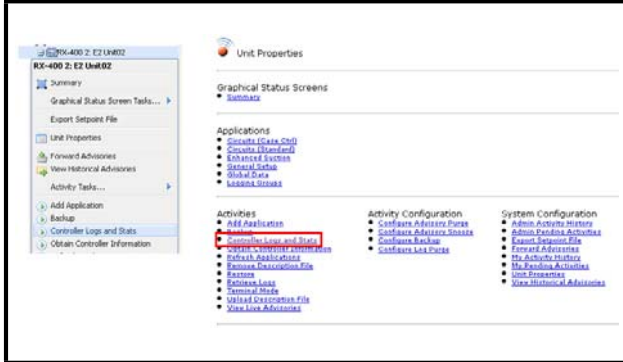 RX-400 2: E2 Unit02
RX-400 2: E2 Unit02
Summary
Graphical Status Screen Tasks...
Export Setpoint File
Unit Properties
Forward Advisories
View Historical Advisories
Activity Tasks...
Add Application
Backup
Controller Logs and Stats
Obtain Controller Information
Unit Properties
Graphical Status Screens
Summary
Applications
Circuits (Case Ctrl)
Circuits (Standard)
Enhanced Suction
General Setup
Global Data
Logging Groups
Activities
Add Application
Backup
Controller Logs and Stats
Obtain Controller Information
Refresh Applications
Remove Description File
Restore
Retrieve Logs
Terminal Mode
Upload Description File
View Live Advisories
Activity Configuration
Configure Advisory Purge
Configure Advisory Snooze
Configure Backup
Configure Log Purge
System Configuration
Admin Activity History
Admin Pending Activities
Export Setpoint File
Forward Advisories
My Activity History
My Pending Activities
Unit Properties
View Historical Advisories